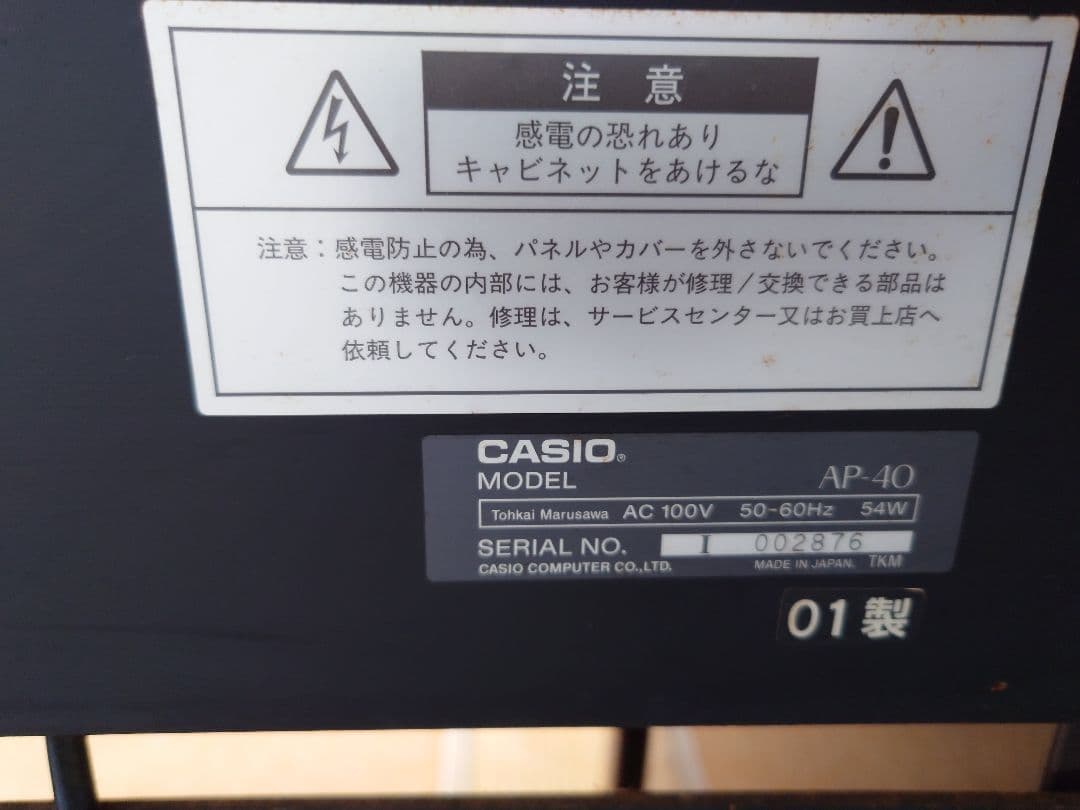 注 意
感電の恐れあり
キャビネットをあけるな
注意：感電防止の為、パネルやカバーを外さないでください。
この機器の内部には、お客様が修理／交換できる部品は
ありません。修理は、サービスセンター又はお買上店へ
依頼してください。
CASIO®
MODEL AP-40
Tohkai Marusawa AC 100V 50-60Hz 54W
SERIAL NO. I 002876
CASIO COMPUTER CO.,LTD. MADE IN JAPAN. TKM
01製